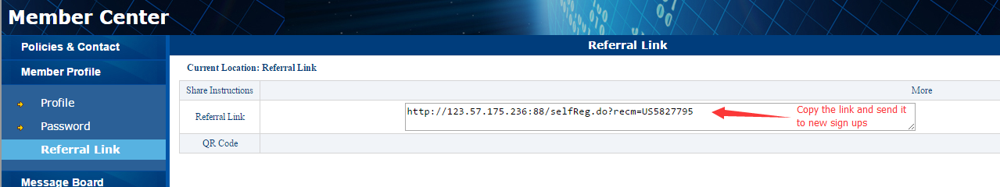 Member Center
Policies & Contact
Member Profile
Profile
Password
Referral Link
Message Board
Referral Link
Current Location: Referral Link
Share Instructions
More
Referral Link
http://123.57.175.236:88/selfReg.do?recm=US5827795
Copy the link and send it
to new sign ups
QR Code